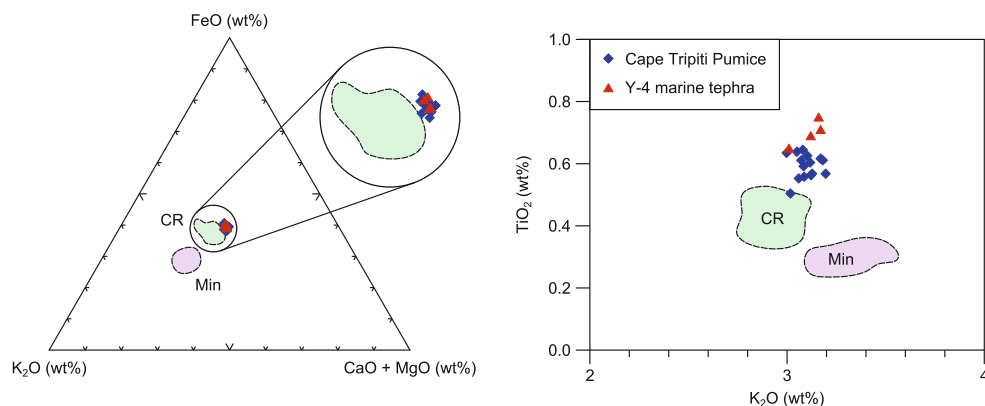 FeO (wt%)
CR
Min
K₂O (wt%)
CaO + MgO (wt%)
1.0
0.8
0.6
0.4
0.2
0.0
TiO₂ (wt%)
Cape Tripiti Pumice
Y-4 marine tephra
CR
Min
2
3
4
K₂O (wt%)